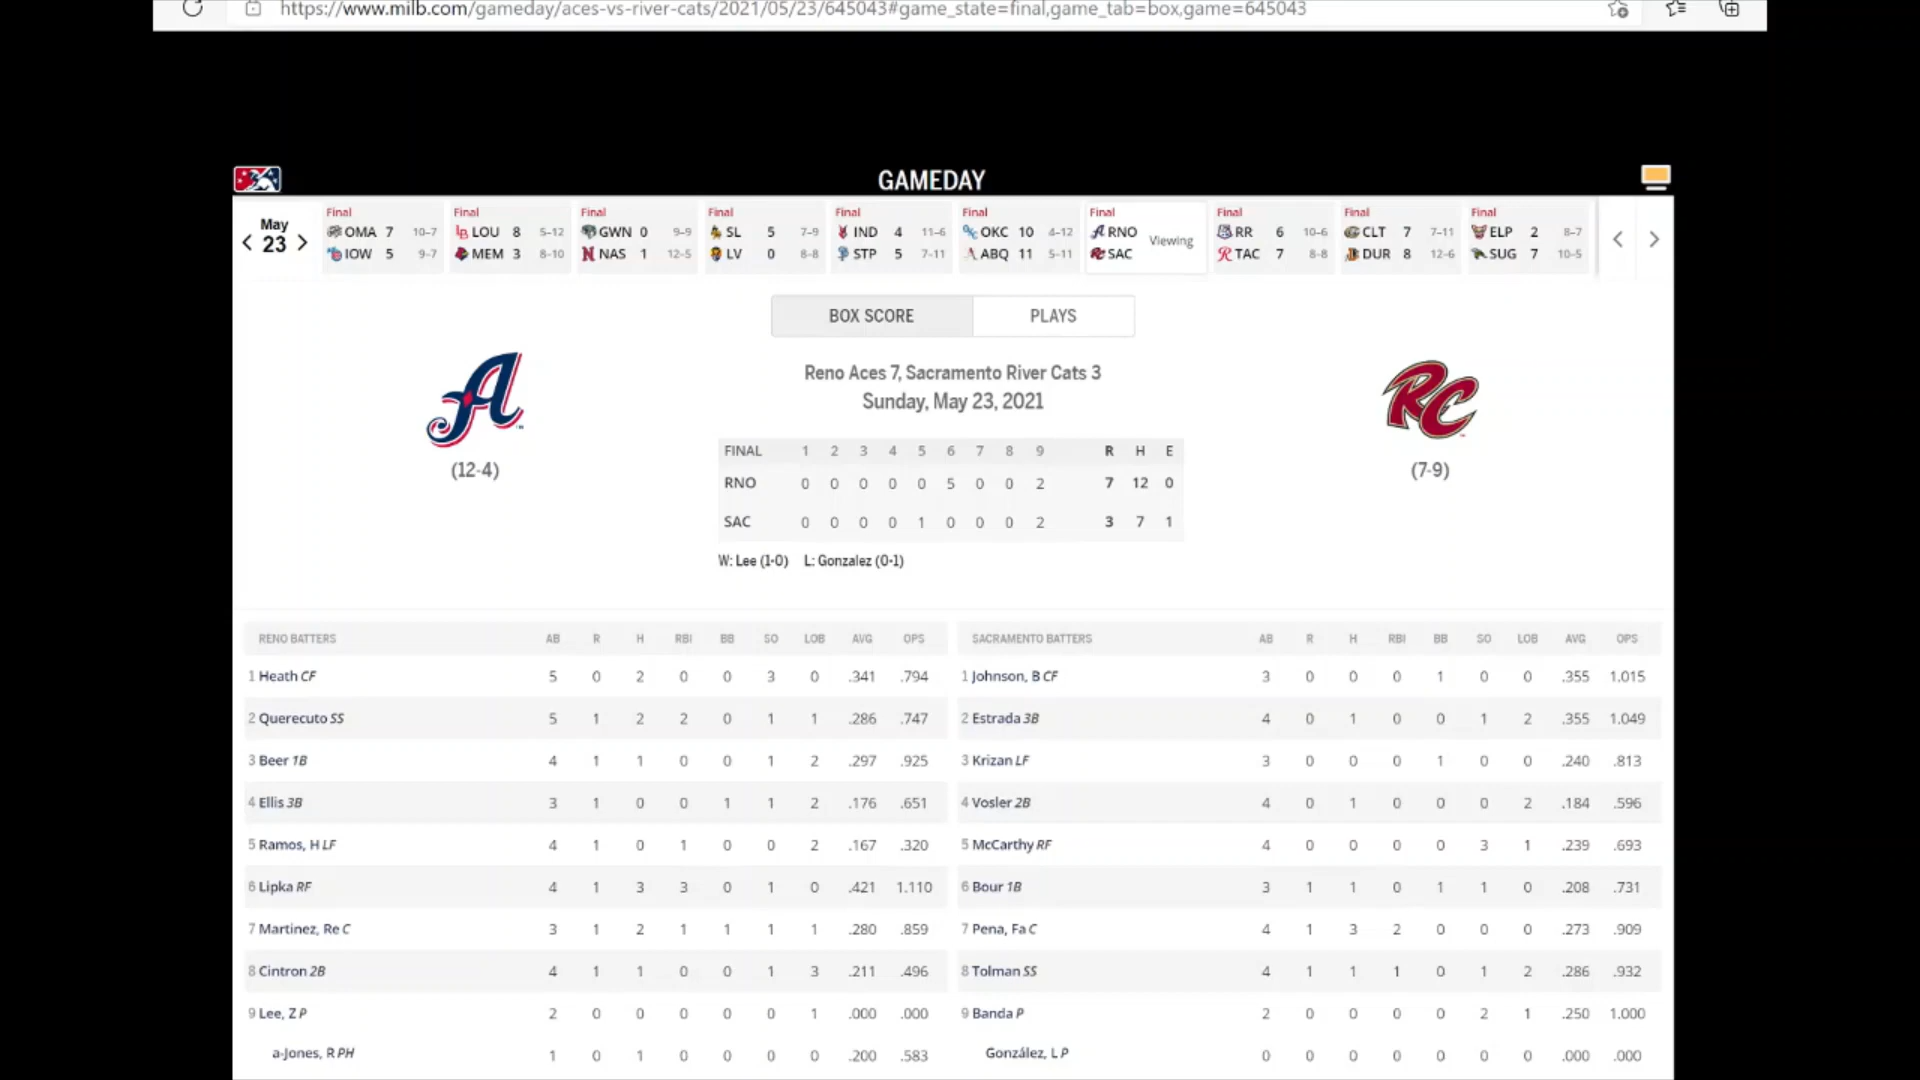 https://www.milb.com/gameday/aces-vs-river-cats/2021/05/23/645043#game_state=final,game_tab=box,game=645043
GAMEDAY
May 23
Final
OMA 7 10-7
IOW 5 9-7
Final
LOU 8 5-12
MEM 3 8-10
Final
GWN 0 9-9
NAS 1 12-5
Final
SL 5 7-9
LV 0 8-8
Final
IND 4 11-6
STP 5 7-11
Final
OKC 10 4-12
ABQ 11 5-11
Final
RNO
SAC
Viewing
Final
RR 6 10-6
TAC 7 8-8
Final
CLT 7 7-11
DUR 8 12-6
Final
ELP 2 8-7
SUG 7 10-5
BOX SCORE PLAYS
Reno Aces 7, Sacramento River Cats 3
Sunday, May 23, 2021
A
(12-4)
RC
(7-9)
FINAL 1 2 3 4 5 6 7 8 9 R H E
RNO 0 0 0 0 0 5 0 0 2 7 12 0
SAC 0 0 0 0 1 0 0 0 2 3 7 1
W: Lee (1-0) L: Gonzalez (0-1)
RENO BATTERS AB R H RBI BB SO LOB AVG OPS
1 Heath CF 5 0 2 0 0 3 0 .341 .794
2 Querecuto SS 5 1 2 2 0 1 1 .286 .747
3 Beer 1B 4 1 1 0 0 1 2 .297 .925
4 Ellis 3B 3 1 0 0 1 1 2 .176 .651
5 Ramos, H LF 4 1 0 1 0 0 2 .167 .320
6 Lipka RF 4 1 3 3 0 1 0 .421 1.110
7 Martinez, Re C 3 1 2 1 1 1 1 .280 .859
8 Cintron 2B 4 1 1 0 0 1 3 .211 .496
9 Lee, Z P 2 0 0 0 0 0 1 .000 .000
a-Jones, R PH 1 0 1 0 0 0 0 .200 .583
SACRAMENTO BATTERS AB R H RBI BB SO LOB AVG OPS
1 Johnson, B CF 3 0 0 0 1 0 0 .355 1.015
2 Estrada 3B 4 0 1 0 0 1 2 .355 1.049
3 Krizan LF 3 0 0 0 1 0 0 .240 .813
4 Vosler 2B 4 0 1 0 0 0 2 .184 .596
5 McCarthy RF 4 0 0 0 0 3 1 .239 .693
6 Bour 1B 3 1 1 0 1 1 0 .208 .731
7 Pena, Fa C 4 1 3 2 0 0 0 .273 .909
8 Tolman SS 4 1 1 1 0 1 2 .286 .932
9 Banda P 2 0 0 0 0 2 1 .250 1.000
González, L P 0 0 0 0 0 0 0 .000 .000